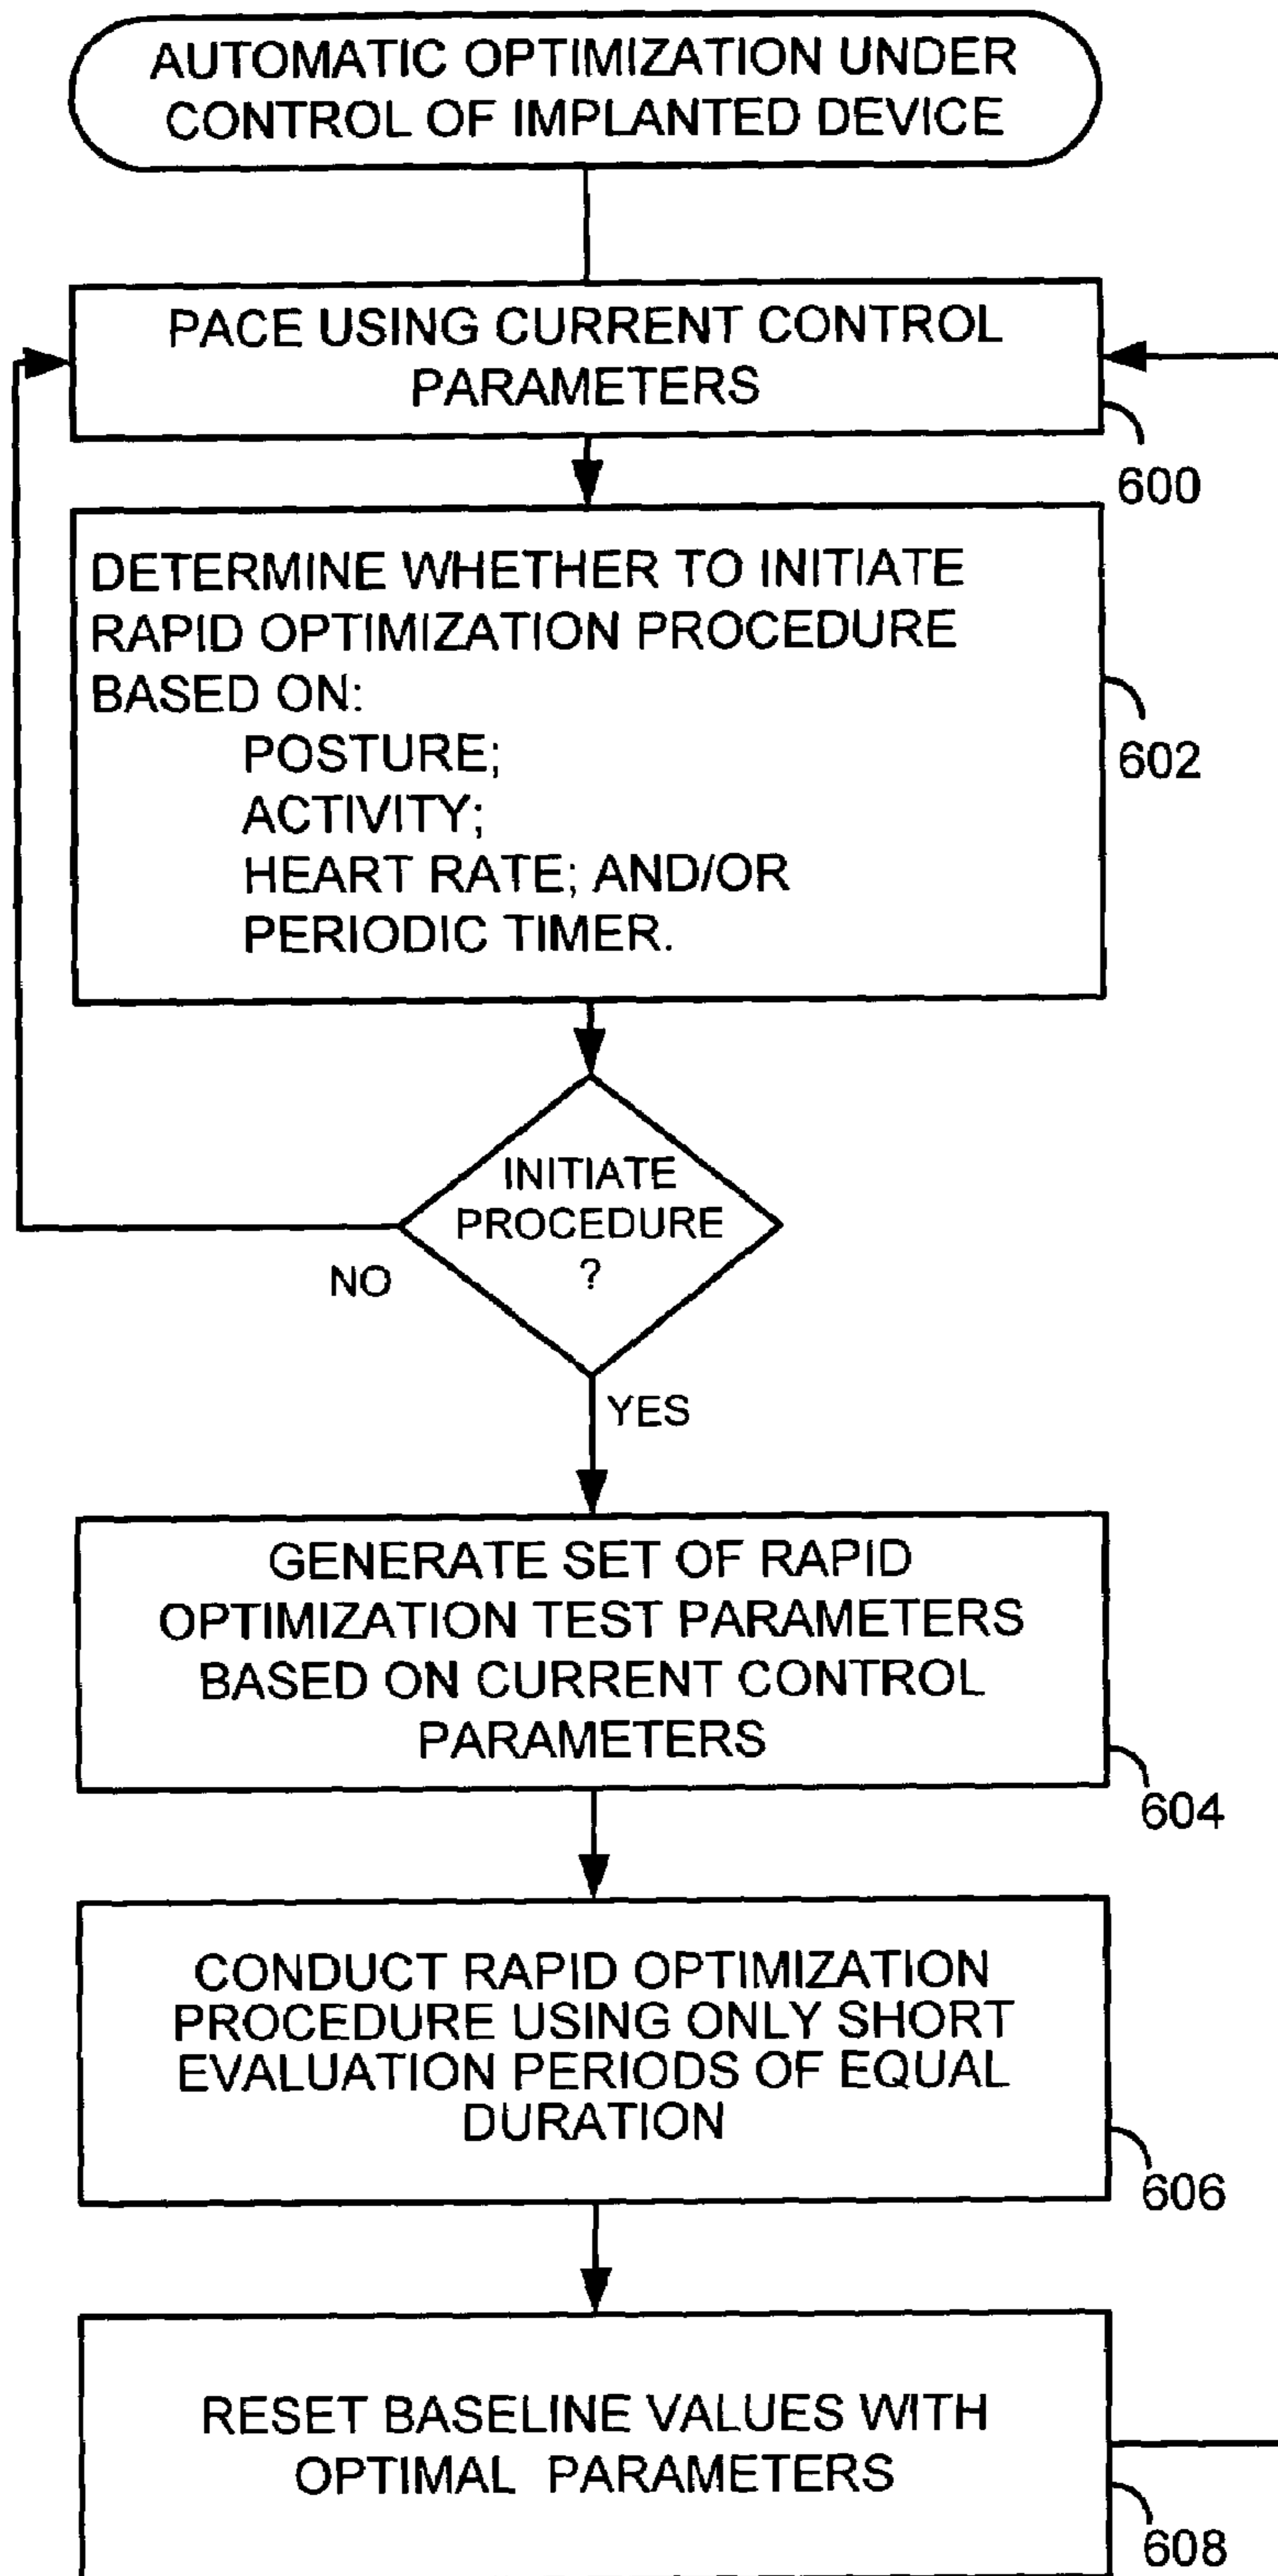 AUTOMATIC OPTIMIZATION UNDER
CONTROL OF IMPLANTED DEVICE
PACE USING CURRENT CONTROL
PARAMETERS
600
DETERMINE WHETHER TO INITIATE
RAPID OPTIMIZATION PROCEDURE
BASED ON:
POSTURE;
ACTIVITY;
HEART RATE; AND/OR
PERIODIC TIMER.
602
INITIATE
PROCEDURE
?
NO
YES
GENERATE SET OF RAPID
OPTIMIZATION TEST PARAMETERS
BASED ON CURRENT CONTROL
PARAMETERS
604
CONDUCT RAPID OPTIMIZATION
PROCEDURE USING ONLY SHORT
EVALUATION PERIODS OF EQUAL
DURATION
606
RESET BASELINE VALUES WITH
OPTIMAL PARAMETERS
608